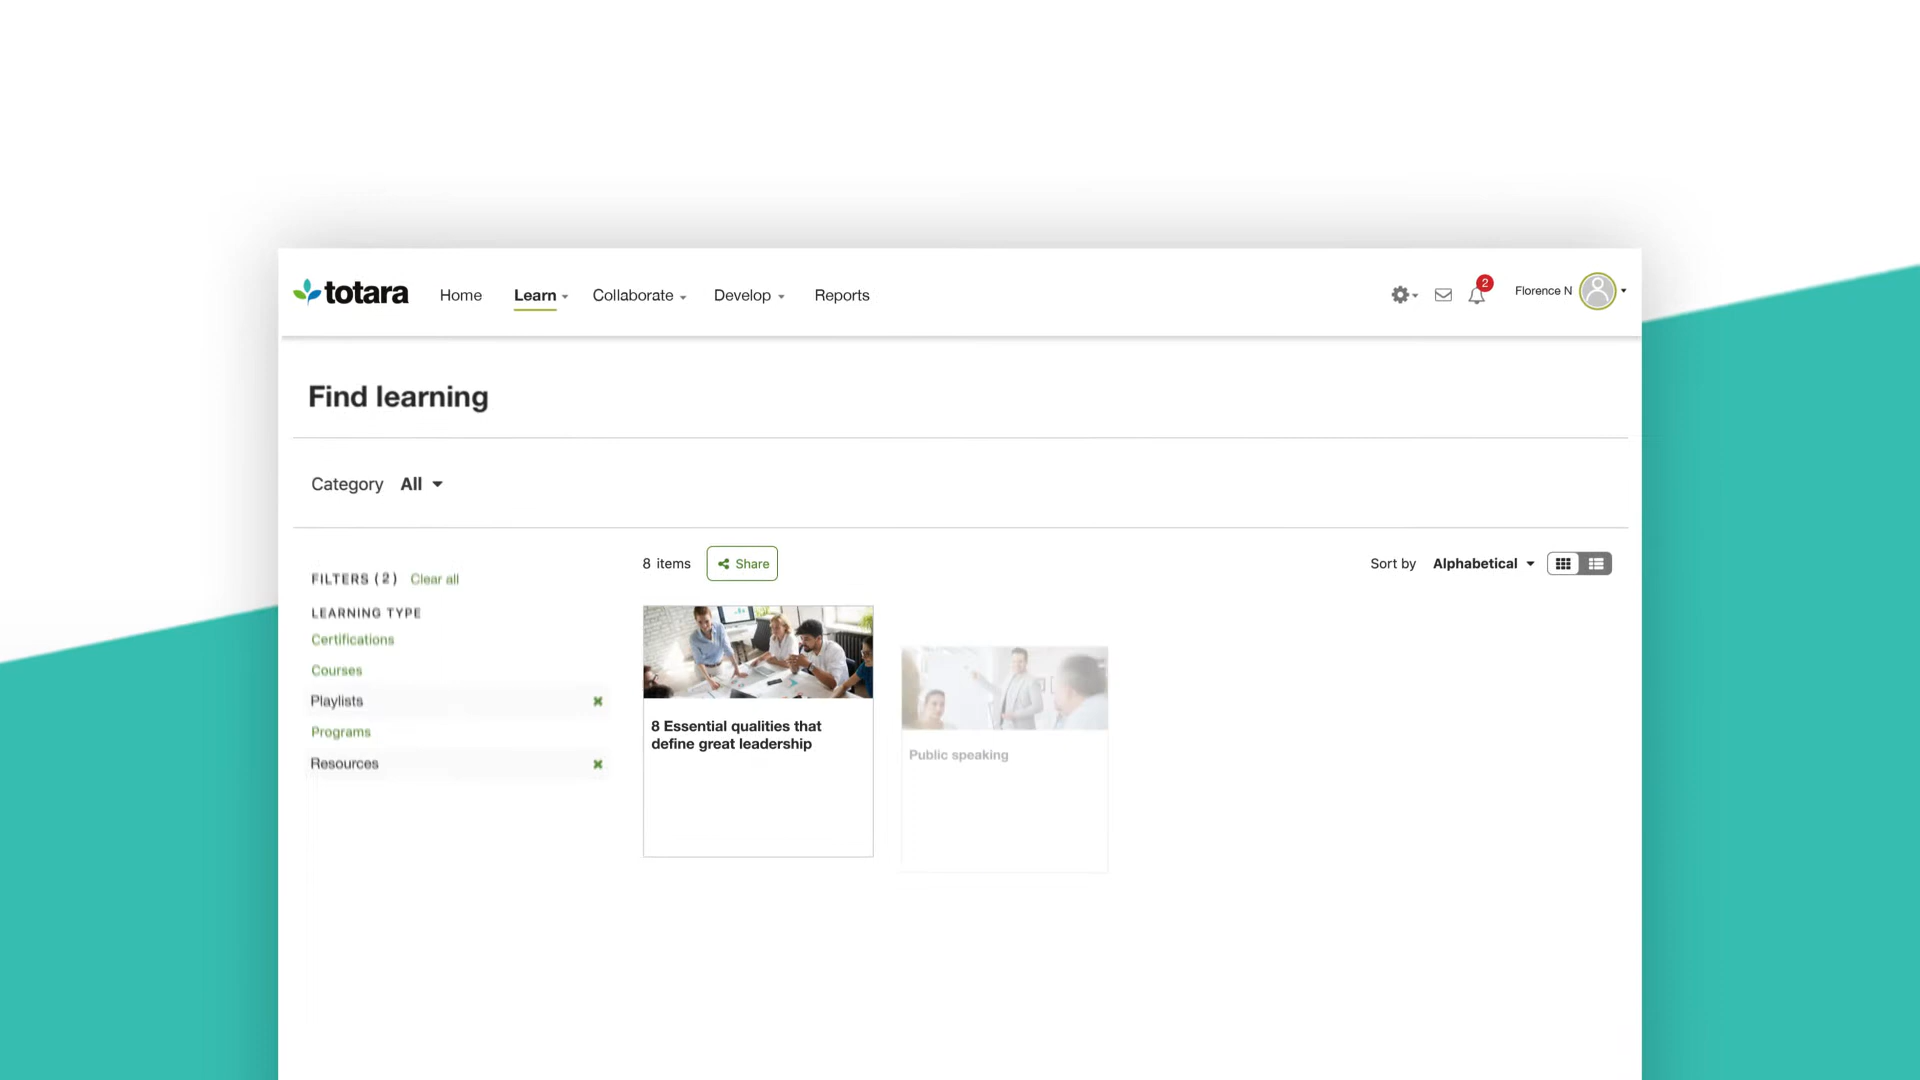 totara
Home
Learn
Collaborate
Develop
Reports
2
Florence N
Find learning
Category All
FILTERS (2) Clear all
LEARNING TYPE
Certifications
Courses
Playlists
Programs
Resources
8 items
Share
Sort by Alphabetical
8 Essential qualities that
define great leadership
Public speaking